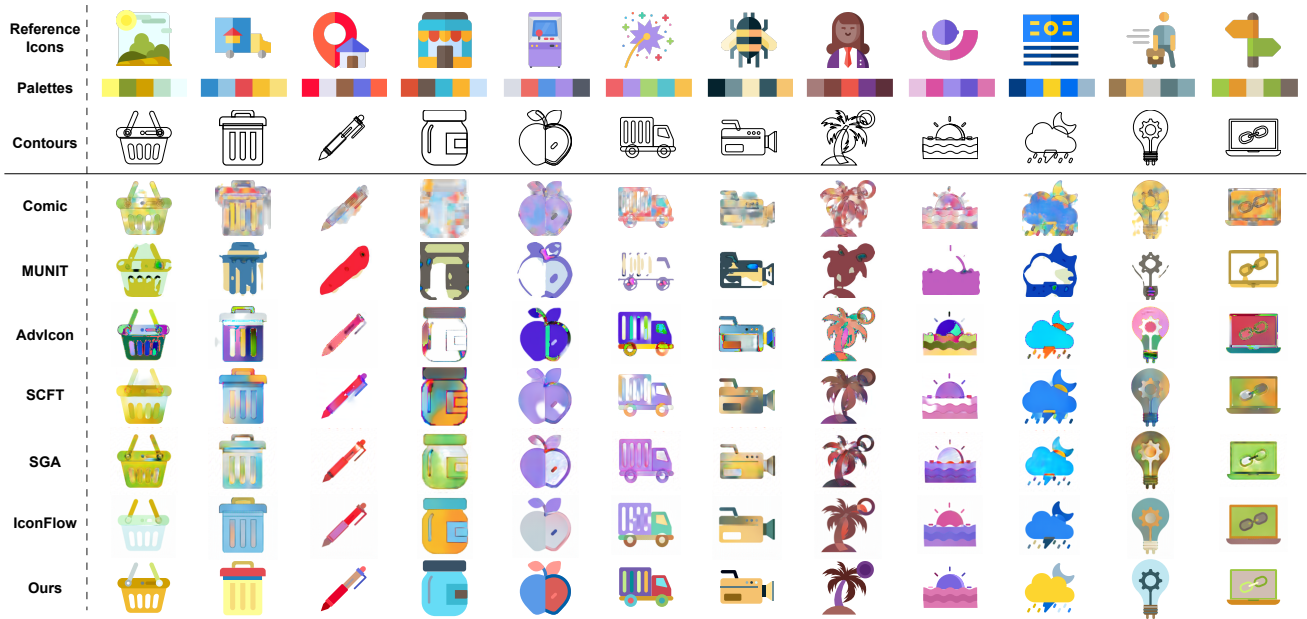 Reference
Icons
Palettes
Contours
Comic
MUNIT
AdvIcon
SCFT
SGA
IconFlow
Ours